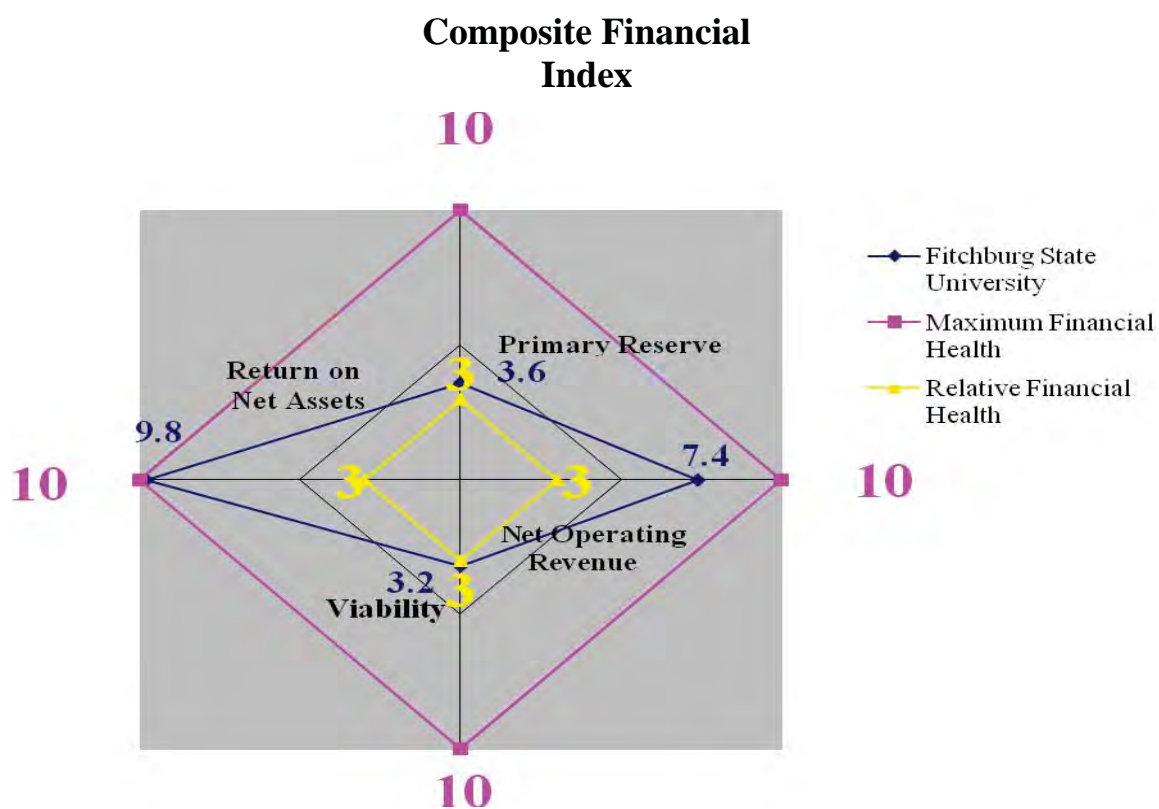 Composite Financial
Index
10
Fitchburg State
University
Maximum Financial
Health
Relative Financial
Health
Primary Reserve
3
3.6
Return on
Net Assets
9.8
7.4
10
3
3
10
Net Operating
Revenue
3.2
3
Viability
10